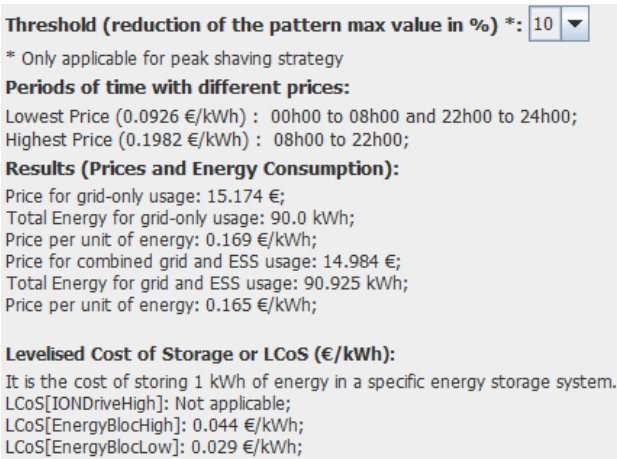 Threshold (reduction of the pattern max value in %) *: 10
* Only applicable for peak shaving strategy
Periods of time with different prices:
Lowest Price (0.0926 €/kWh) :  00h00 to 08h00 and 22h00 to 24h00;
Highest Price (0.1982 €/kWh) :  08h00 to 22h00;
Results (Prices and Energy Consumption):
Price for grid-only usage: 15.174 €;
Total Energy for grid-only usage: 90.0 kWh;
Price per unit of energy: 0.169 €/kWh;
Price for combined grid and ESS usage: 14.984 €;
Total Energy for grid and ESS usage: 90.925 kWh;
Price per unit of energy: 0.165 €/kWh;
Levelised Cost of Storage or LCoS (€/kWh):
It is the cost of storing 1 kWh of energy in a specific energy storage system.
LCoS[IONDriveHigh]: Not applicable;
LCoS[EnergyBlocHigh]: 0.044 €/kWh;
LCoS[EnergyBlocLow]: 0.029 €/kWh;